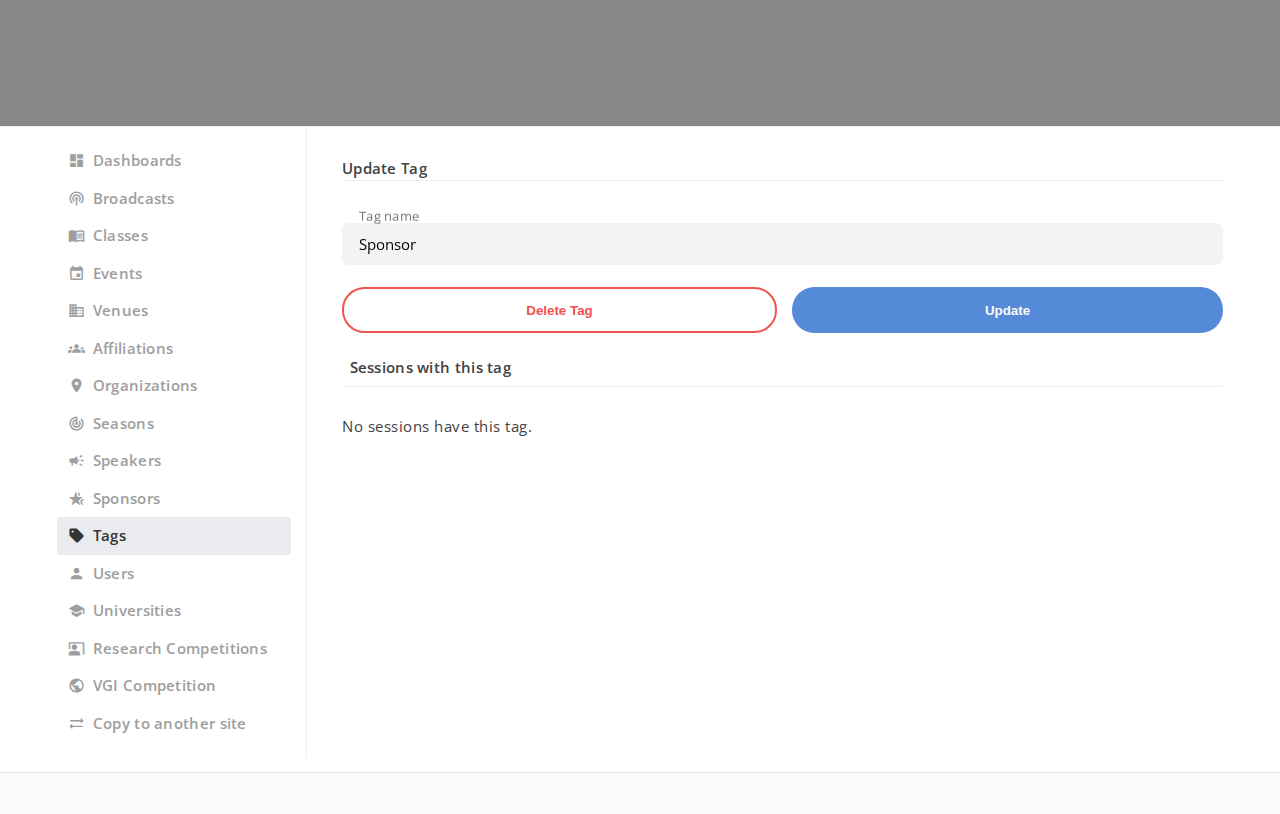 Dashboards
Broadcasts
Classes
Events
Venues
Affiliations
Organizations
Seasons
Speakers
Sponsors
Tags
Users
Universities
Research Competitions
VGI Competition
Copy to another site
Update Tag
Tag name
Sponsor
Delete Tag
Update
Sessions with this tag
No sessions have this tag.